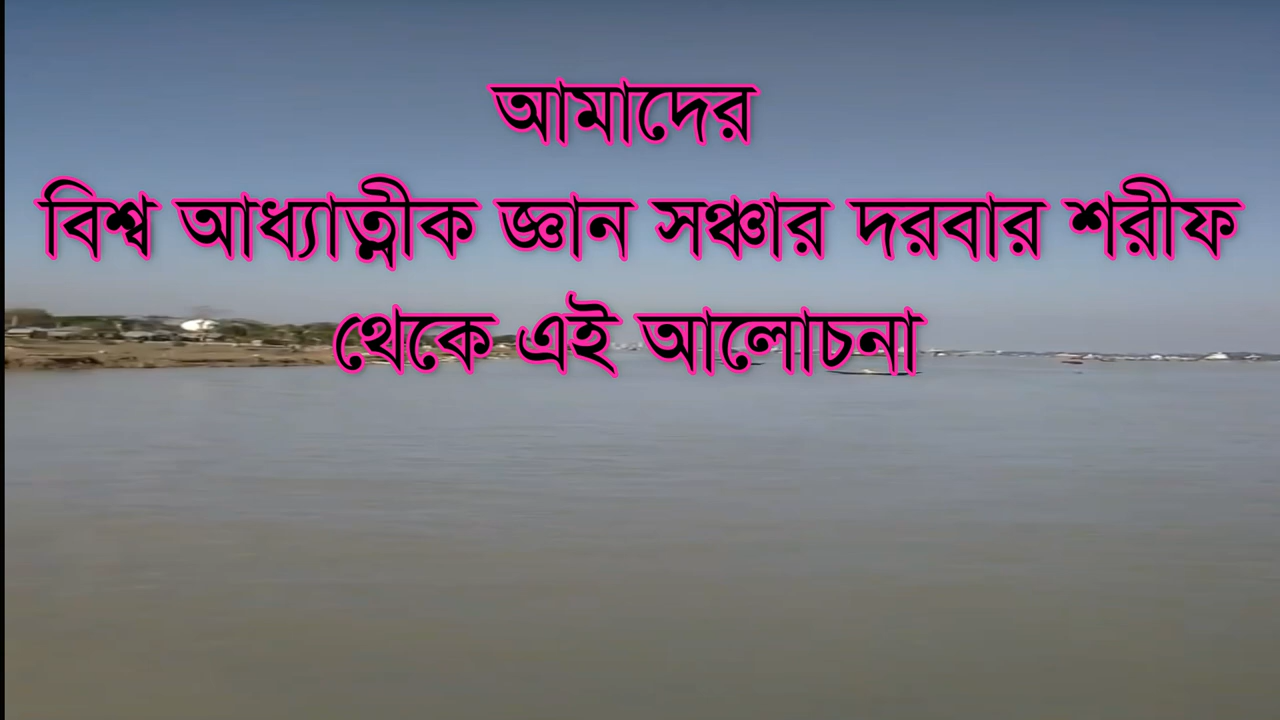 আমাদের
বিশ্ব আধ্যাত্নীক জ্ঞান সঞ্চার দরবার শরীফ
থেকে এই আলোচনা